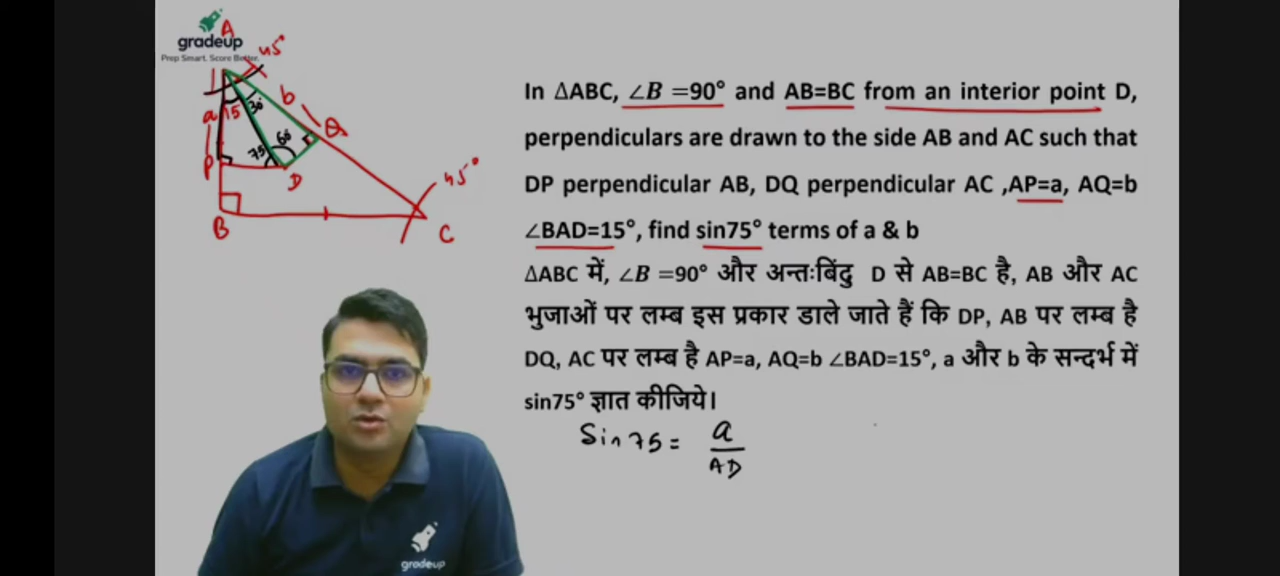 A
gradeup
Prep Smart. Score Better.
45°
b
a
15
30
60
Q
75
P
D
45°
B
C
In ΔABC, ∠B =90° and AB=BC from an interior point D,
perpendiculars are drawn to the side AB and AC such that
DP perpendicular AB, DQ perpendicular AC ,AP=a, AQ=b
∠BAD=15°, find sin75° terms of a & b
ΔABC में, ∠B =90° और अन्तःबिंदु D से AB=BC है, AB और AC
भुजाओं पर लम्ब इस प्रकार डाले जाते हैं कि DP, AB पर लम्ब है
DQ, AC पर लम्ब है AP=a, AQ=b ∠BAD=15°, a और b के सन्दर्भ में
sin75° ज्ञात कीजिये।
Sin 75 = a
AD
gradeup